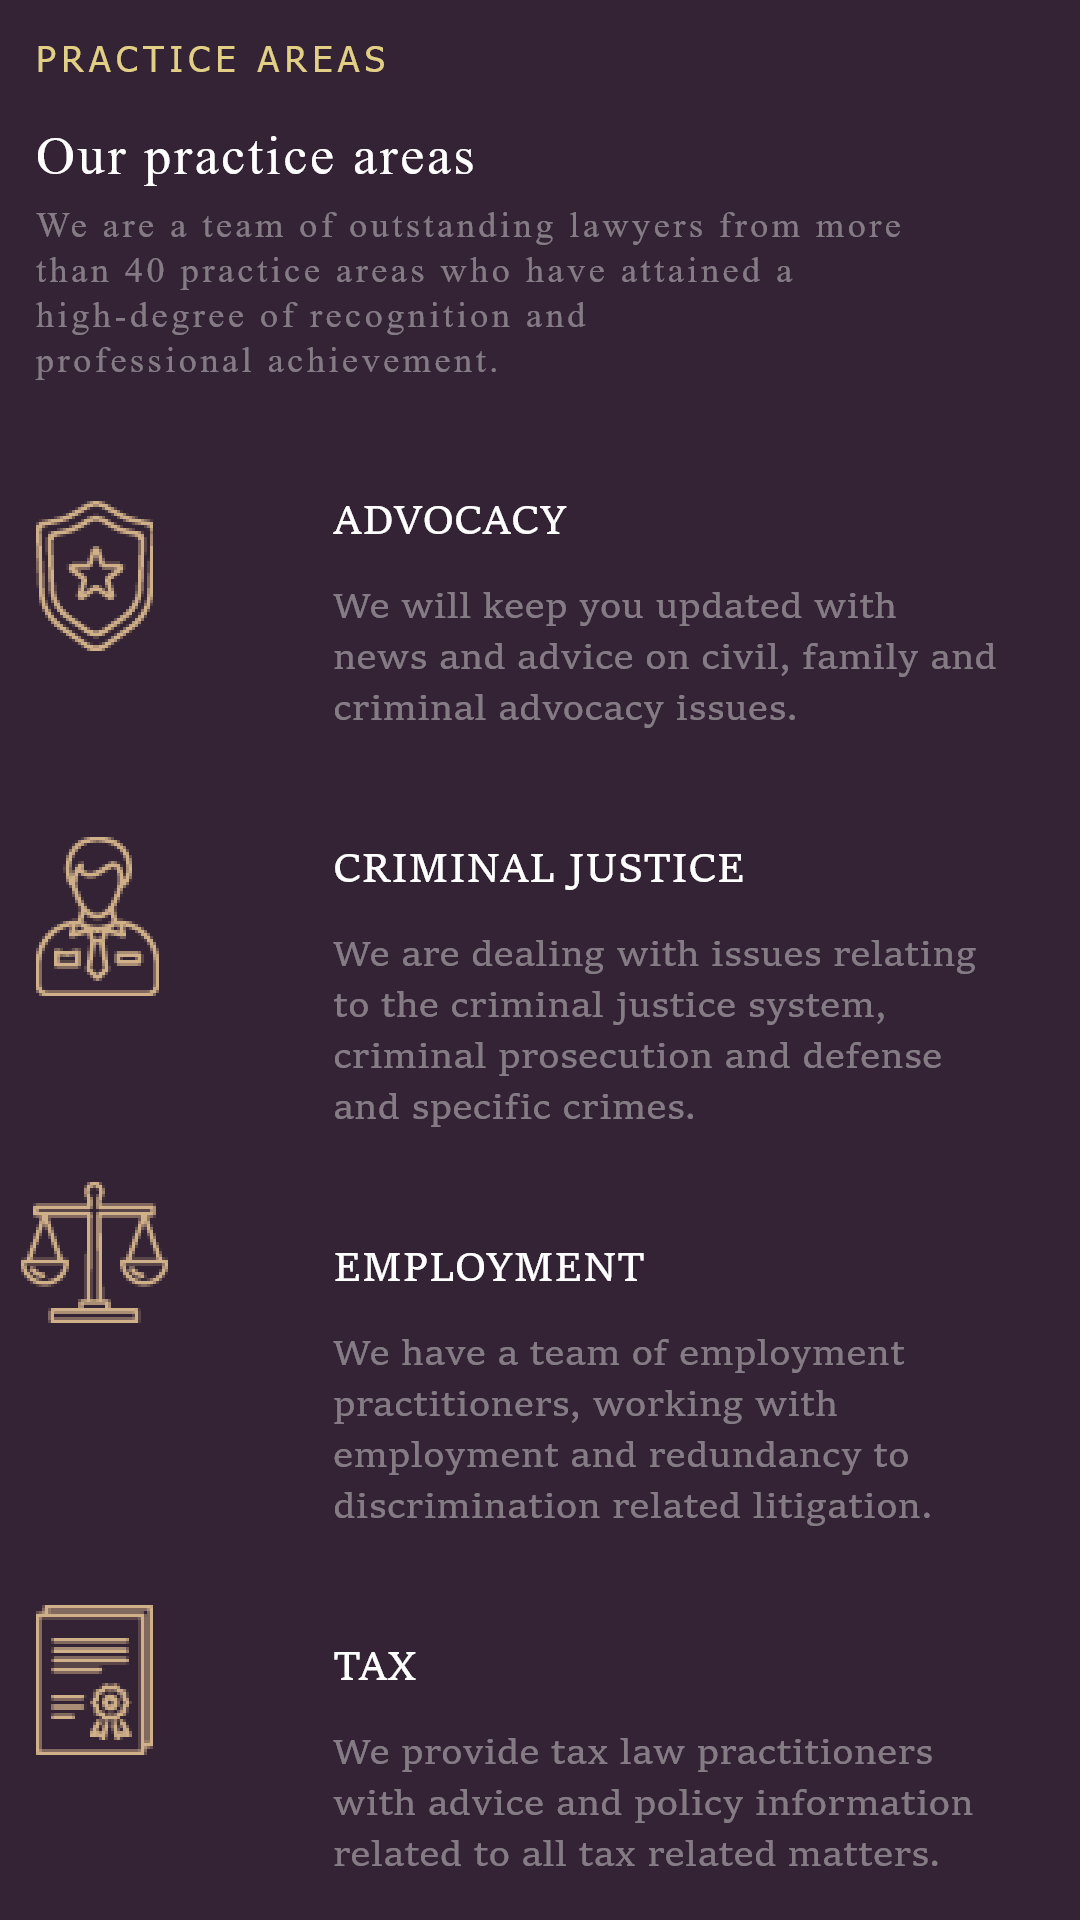 PRACTICE AREAS
Our practice areas
We are a team of outstanding lawyers from more
than 40 practice areas who have attained a
high-degree of recognition and
professional achievement.
ADVOCACY
We will keep you updated with
news and advice on civil, family and
criminal advocacy issues.
CRIMINAL JUSTICE
We are dealing with issues relating
to the criminal justice system,
criminal prosecution and defense
and specific crimes.
EMPLOYMENT
We have a team of employment
practitioners, working with
employment and redundancy to
discrimination related litigation.
TAX
We provide tax law practitioners
with advice and policy information
related to all tax related matters.